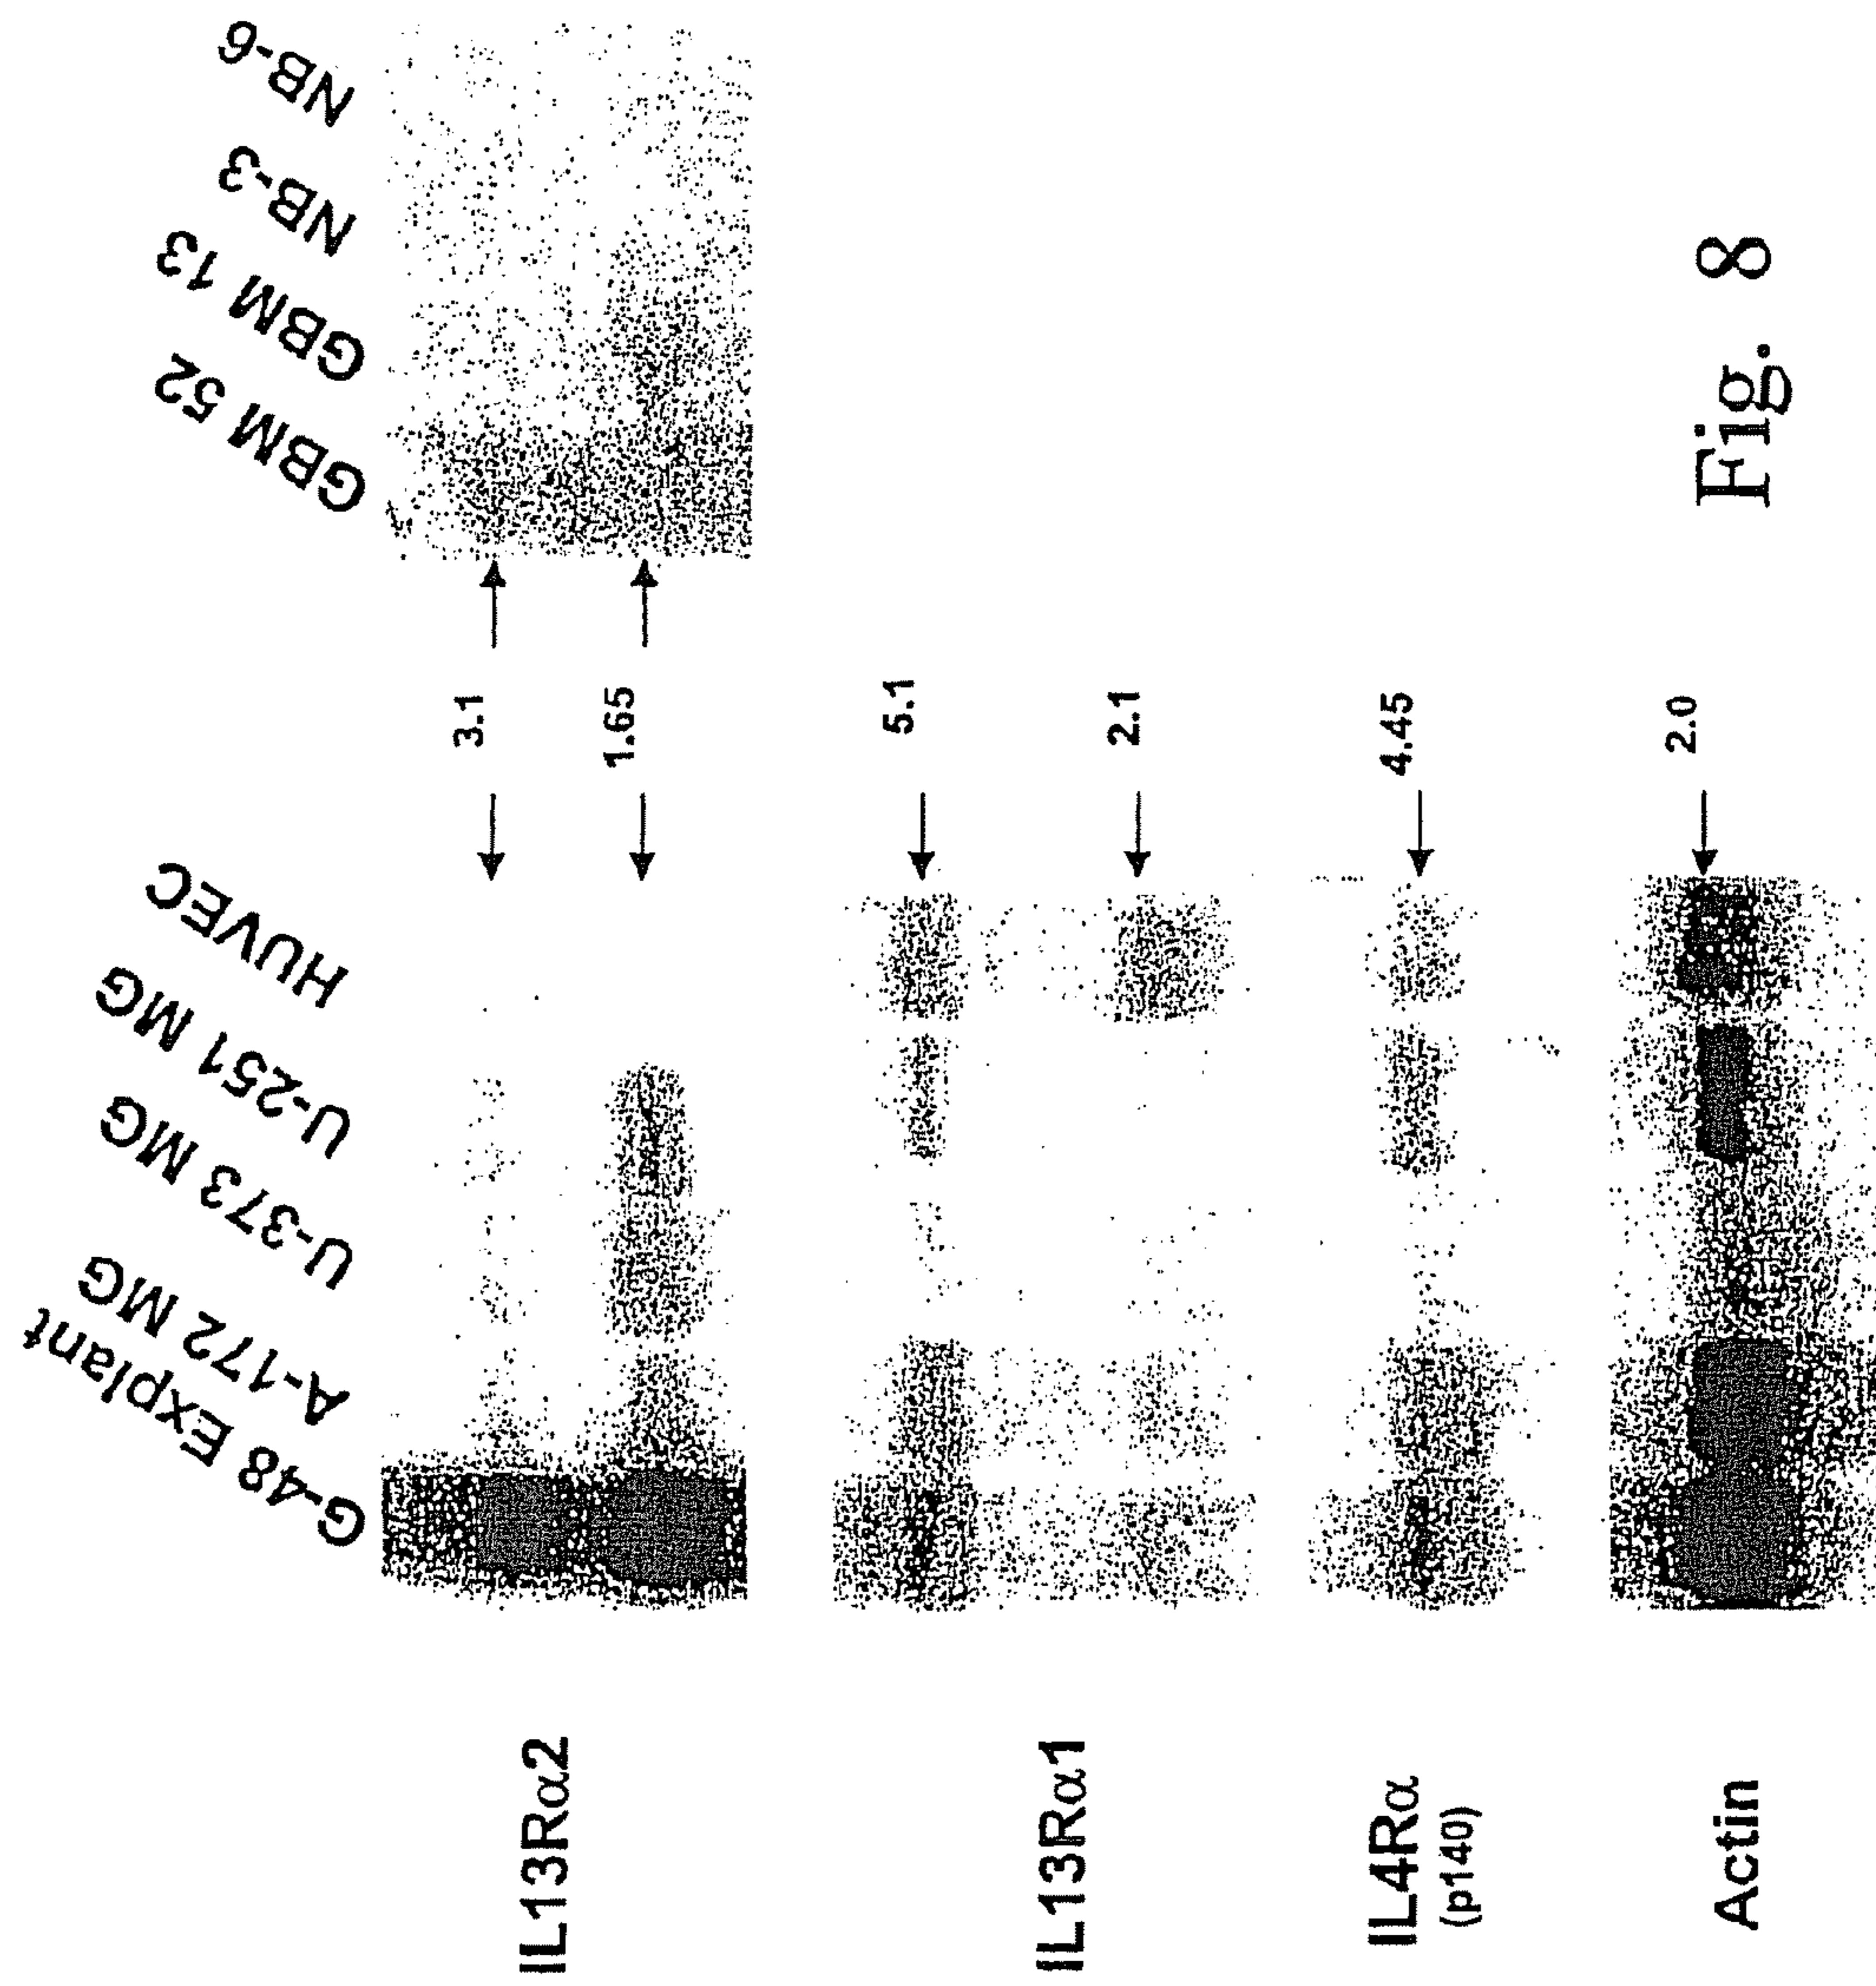 G-48 Explant
A-172 MG
U-373 MG
U-251 MG
HUVEC
GBM 52
GBM 13
NB-3
NB-6
IL13Rα2
3.1
1.65
IL13Rα1
5.1
2.1
IL4Rα
(p140)
4.45
Actin
2.0
Fig. 8